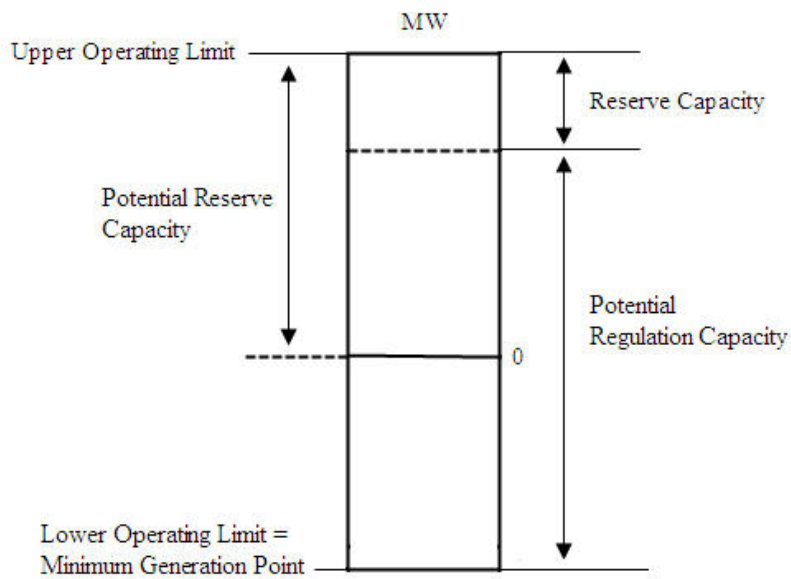 MW
Upper Operating Limit
Reserve Capacity
Potential Reserve
Capacity
Potential
Regulation Capacity
0
Lower Operating Limit =
Minimum Generation Point